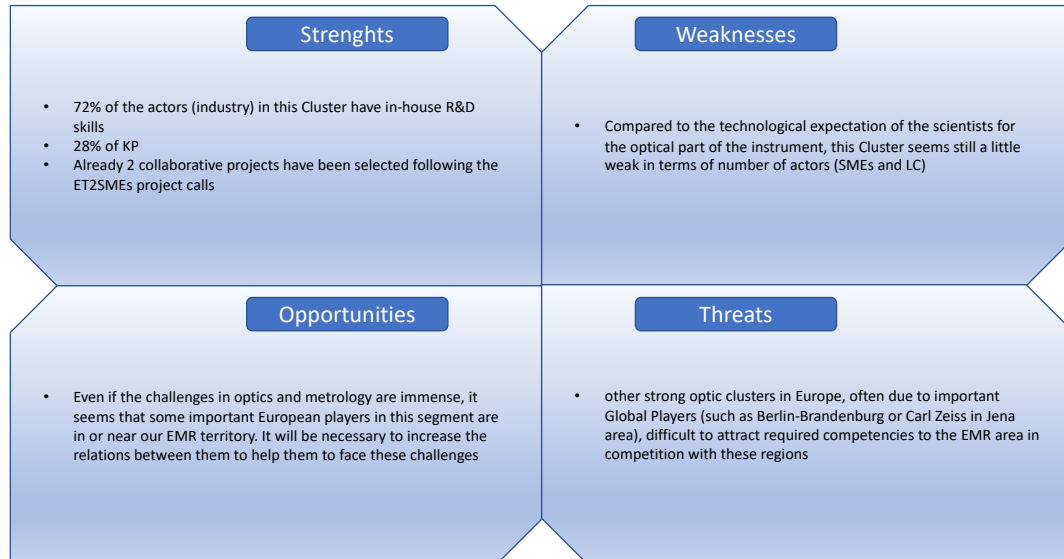 Strenghts
• 72% of the actors (industry) in this Cluster have in-house R&D
skills
• 28% of KP
• Already 2 collaborative projects have been selected following the
ET2SMEs project calls
Weaknesses
• Compared to the technological expectation of the scientists for
the optical part of the instrument, this Cluster seems still a little
weak in terms of number of actors (SMEs and LC)
Opportunities
• Even if the challenges in optics and metrology are immense, it
seems that some important European players in this segment are
in or near our EMR territory. It will be necessary to increase the
relations between them to help them to face these challenges
Threats
• other strong optic clusters in Europe, often due to important
Global Players (such as Berlin-Brandenburg or Carl Zeiss in Jena
area), difficult to attract required competencies to the EMR area in
competition with these regions